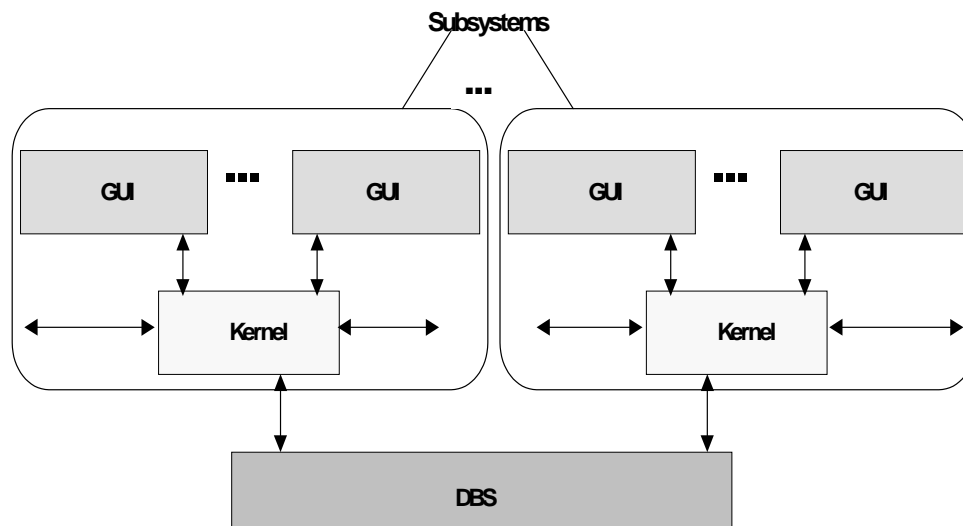 Subsystems
...
GUI ... GUI
GUI ... GUI
Kernel
Kernel
DBS